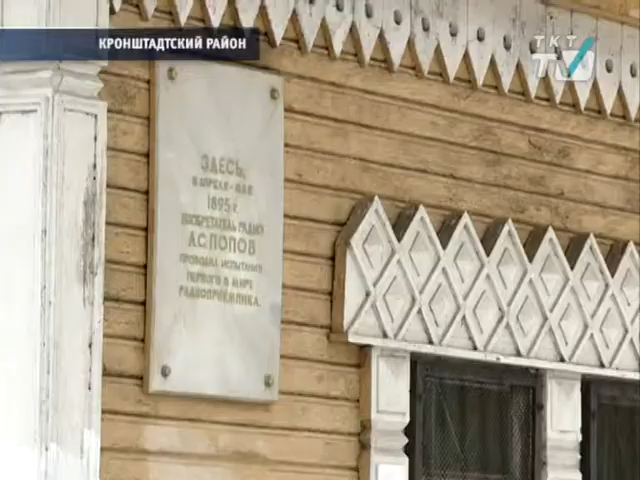 КРОНШТАДТСКИЙ РАЙОН
ТКТ
TV
ЗДЕСЬ,
В АПРЕЛЕ-МАЕ
1895 г.
ИЗОБРЕТАТЕЛЬ РАДИО
А.С.ПОПОВ
ПРОВОДИЛ ИСПЫТАНИЯ
ПЕРВОГО В МИРЕ
РАДИОПРИЕМНИКА.